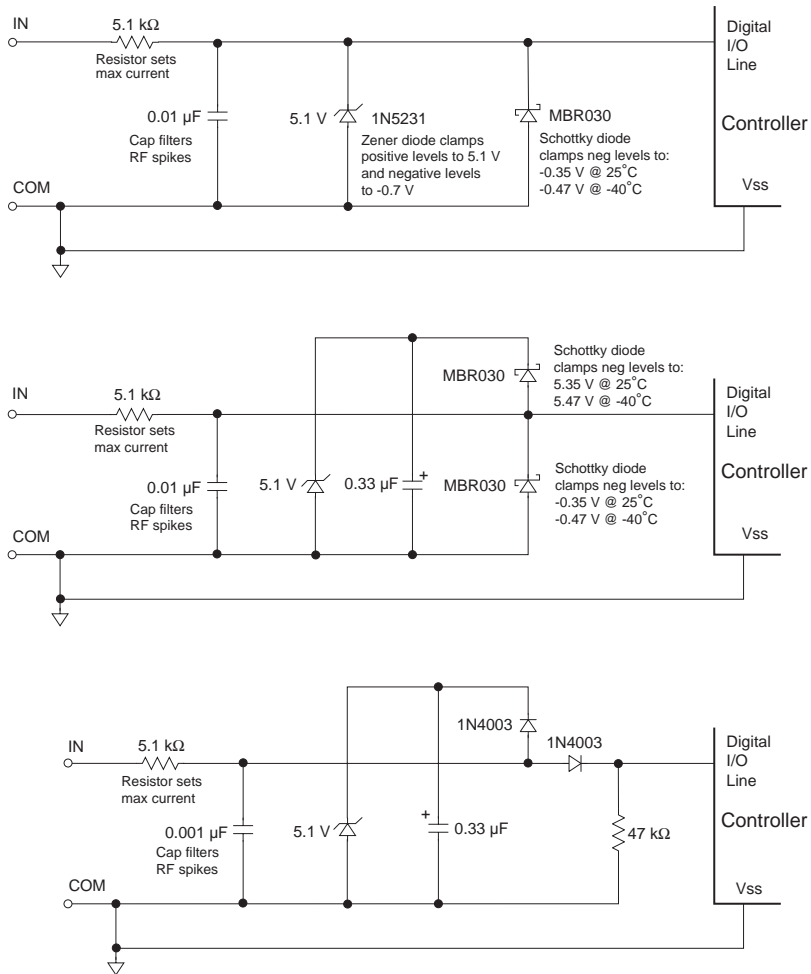 IN
5.1 kΩ
Resistor sets
max current
0.01 µF
Cap filters
RF spikes
5.1 V
1N5231
Zener diode clamps
positive levels to 5.1 V
and negative levels
to -0.7 V
MBR030
Schottky diode
clamps neg levels to:
-0.35 V @ 25°C
-0.47 V @ -40°C
Digital
I/O
Line
Controller
Vss
COM
IN
5.1 kΩ
Resistor sets
max current
0.01 µF
Cap filters
RF spikes
5.1 V
0.33 µF
+
MBR030
Schottky diode
clamps neg levels to:
5.35 V @ 25°C
5.47 V @ -40°C
MBR030
Schottky diode
clamps neg levels to:
-0.35 V @ 25°C
-0.47 V @ -40°C
Digital
I/O
Line
Controller
Vss
COM
IN
5.1 kΩ
Resistor sets
max current
0.001 µF
Cap filters
RF spikes
5.1 V
+
0.33 µF
1N4003
1N4003
47 kΩ
Digital
I/O
Line
Controller
Vss
COM